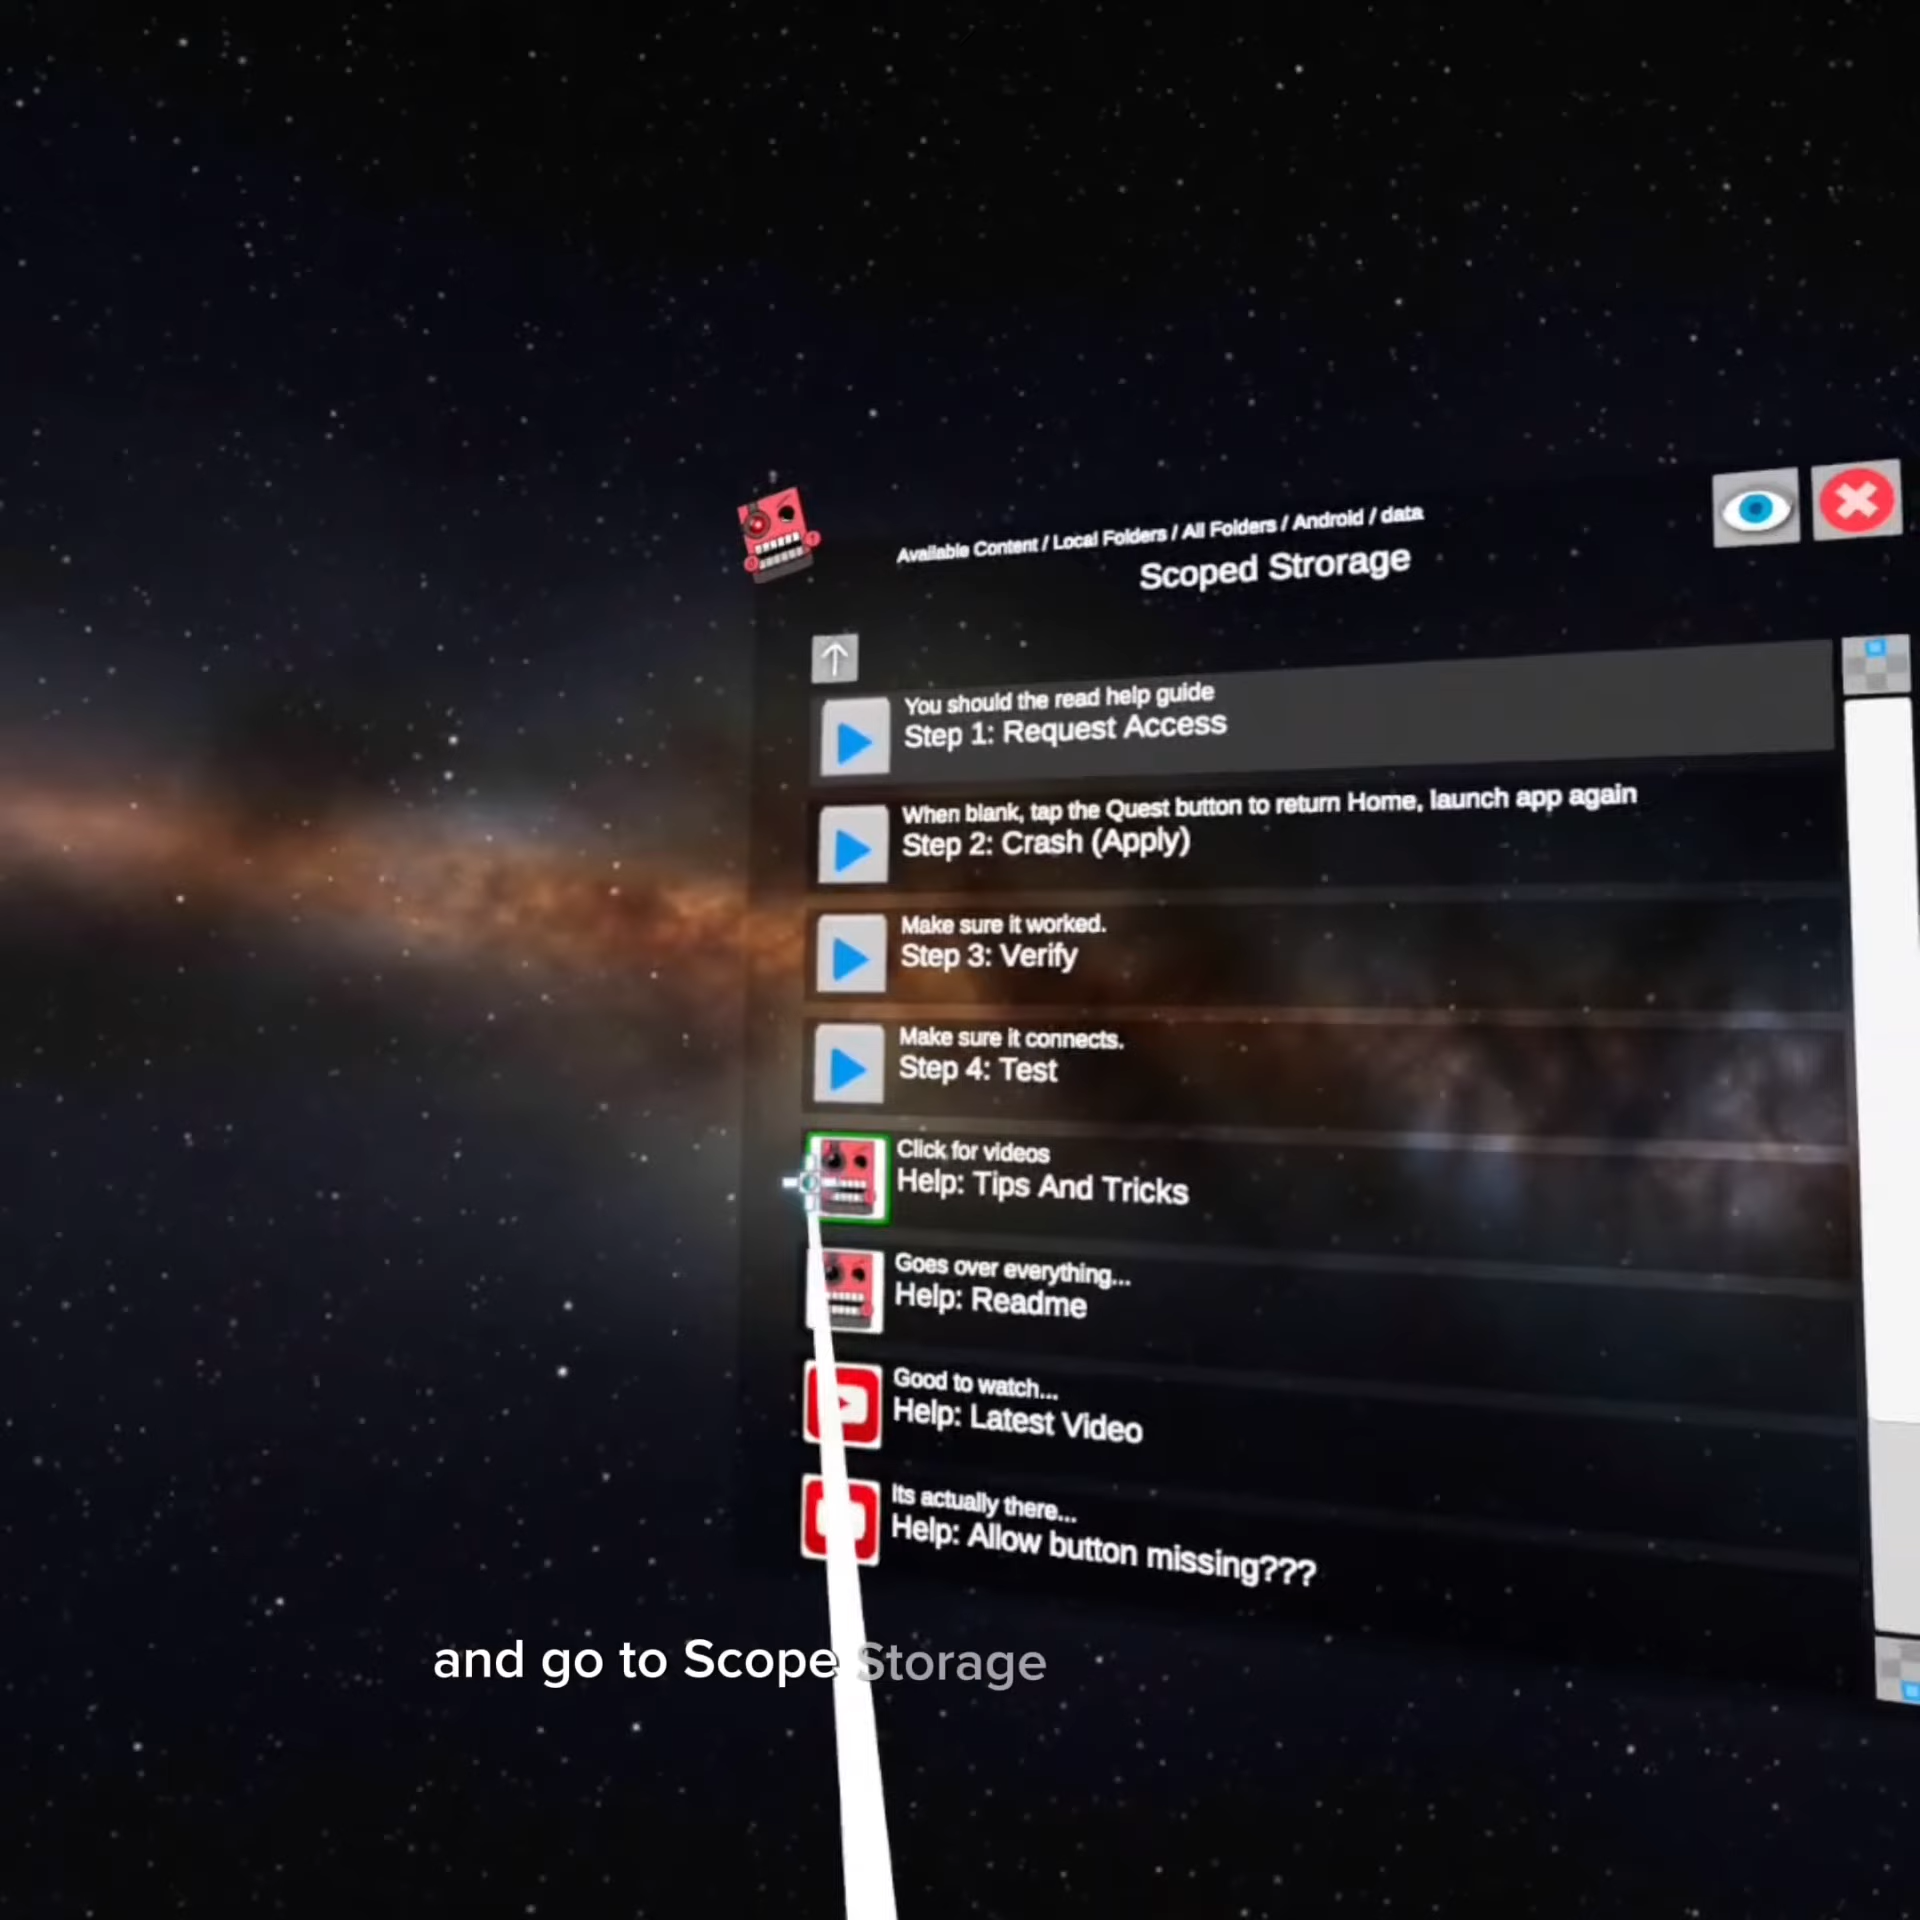 Available Content / Local Folders / All Folders / Android / data
Scoped Strorage
You should the read help guide
Step 1: Request Access
When blank, tap the Quest button to return Home, launch app again
Step 2: Crash (Apply)
Make sure it worked.
Step 3: Verify
Make sure it connects.
Step 4: Test
Click for videos
Help: Tips And Tricks
Goes over everything...
Help: Readme
Good to watch...
Help: Latest Video
Its actually there...
Help: Allow button missing???
and go to Scope Storage